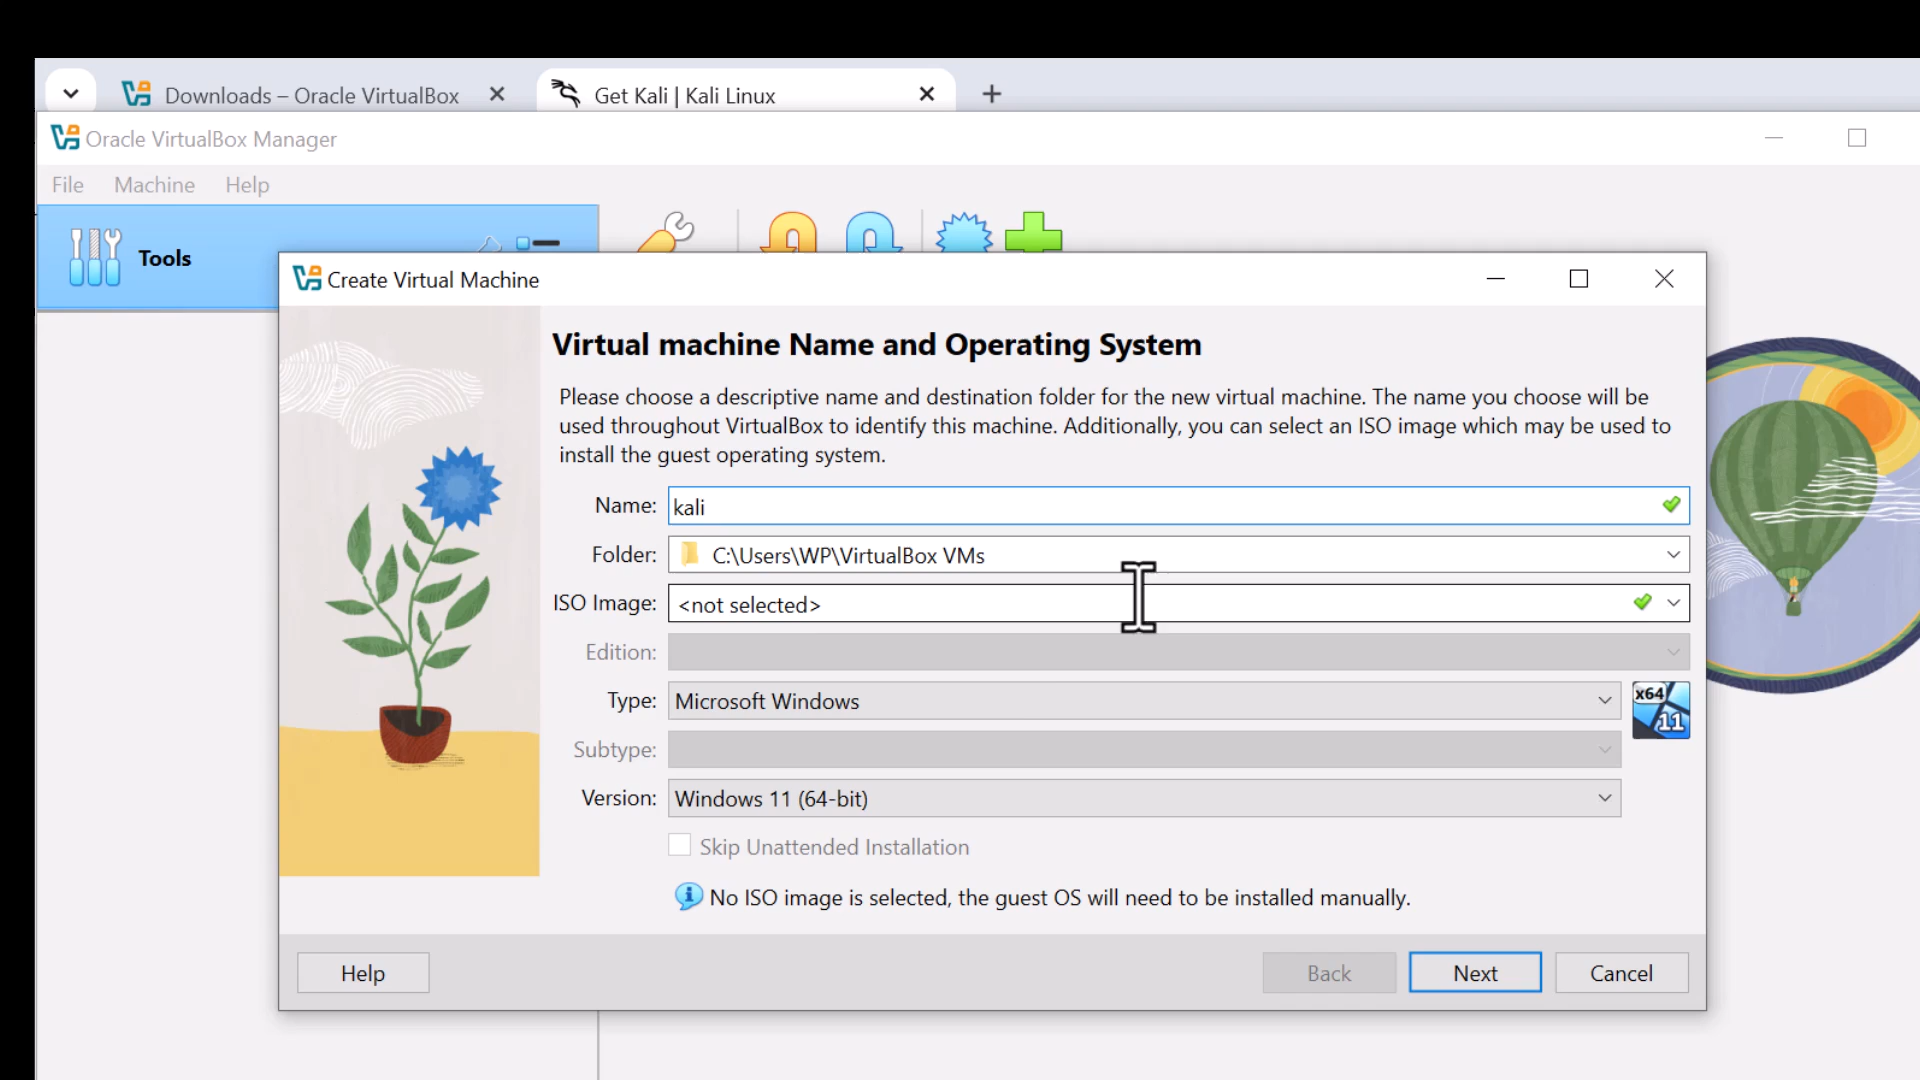 Downloads – Oracle VirtualBox
Get Kali | Kali Linux
Oracle VirtualBox Manager
File Machine Help
Tools
Create Virtual Machine
Virtual machine Name and Operating System
Please choose a descriptive name and destination folder for the new virtual machine. The name you choose will be
used throughout VirtualBox to identify this machine. Additionally, you can select an ISO image which may be used to
install the guest operating system.
Name: kali
Folder: C:\Users\WP\VirtualBox VMs
ISO Image: <not selected>
Edition:
Type: Microsoft Windows
x64
11
Subtype:
Version: Windows 11 (64-bit)
Skip Unattended Installation
No ISO image is selected, the guest OS will need to be installed manually.
Help Back Next Cancel